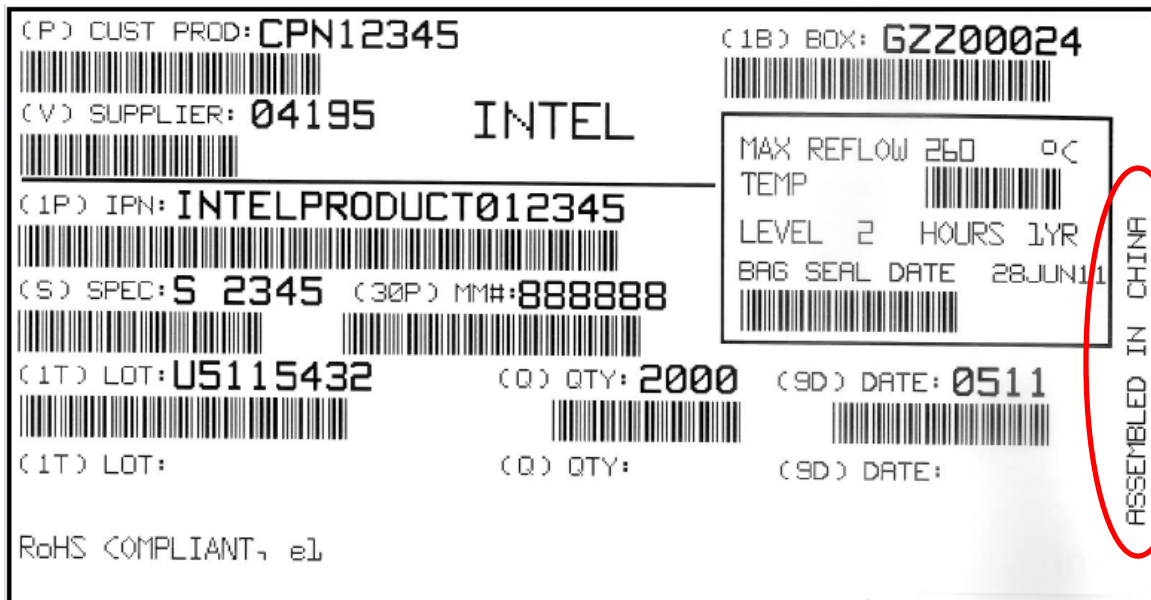 (P) CUST PROD: CPN12345
(1B) BOX: GZZ00024
(V) SUPPLIER: 04195
INTEL
MAX REFLOW 260 °C
TEMP
LEVEL 2 HOURS 1YR
BAG SEAL DATE 28JUN11
(1P) IPN: INTELPRODUCT012345
(S) SPEC: S 2345 (30P) MM#: 888888
(1T) LOT: U5115432 (Q) QTY: 2000 (9D) DATE: 0511
(1T) LOT: (Q) QTY: (9D) DATE:
RoHS COMPLIANT, e1
ASSEMBLED IN CHINA